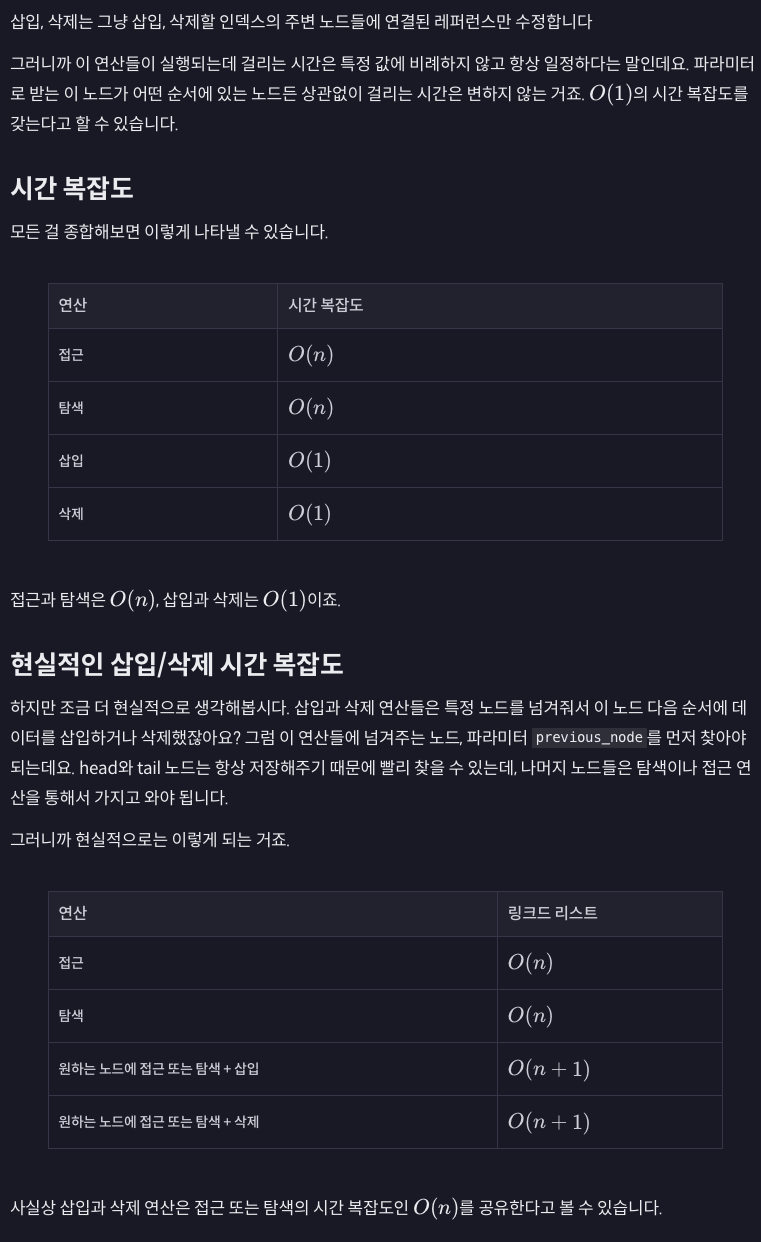 삽입, 삭제는 그냥 삽입, 삭제할 인덱스의 주변 노드들에 연결된 레퍼런스만 수정합니다
그러니까 이 연산들이 실행되는데 걸리는 시간은 특정 값에 비례하지 않고 항상 일정하다는 말인데요. 파라미터
로 받는 이 노드가 어떤 순서에 있는 노드든 상관없이 걸리는 시간은 변하지 않는 거죠. O(1)의 시간 복잡도를
갖는다고 할 수 있습니다.
시간 복잡도
모든 걸 종합해보면 이렇게 나타낼 수 있습니다.
연산 시간 복잡도
접근 O(n)
탐색 O(n)
삽입 O(1)
삭제 O(1)
접근과 탐색은 O(n), 삽입과 삭제는 O(1)이죠.
현실적인 삽입/삭제 시간 복잡도
하지만 조금 더 현실적으로 생각해봅시다. 삽입과 삭제 연산들은 특정 노드를 넘겨줘서 이 노드 다음 순서에 데
이터를 삽입하거나 삭제했잖아요? 그럼 이 연산들에 넘겨주는 노드, 파라미터 previous_node를 먼저 찾아야
되는데요. head와 tail 노드는 항상 저장해주기 때문에 빨리 찾을 수 있는데, 나머지 노드들은 탐색이나 접근 연
산을 통해서 가지고 와야 됩니다.
그러니까 현실적으로는 이렇게 되는 거죠.
연산 링크드 리스트
접근 O(n)
탐색 O(n)
원하는 노드에 접근 또는 탐색 + 삽입 O(n + 1)
원하는 노드에 접근 또는 탐색 + 삭제 O(n + 1)
사실상 삽입과 삭제 연산은 접근 또는 탐색의 시간 복잡도인 O(n)를 공유한다고 볼 수 있습니다.